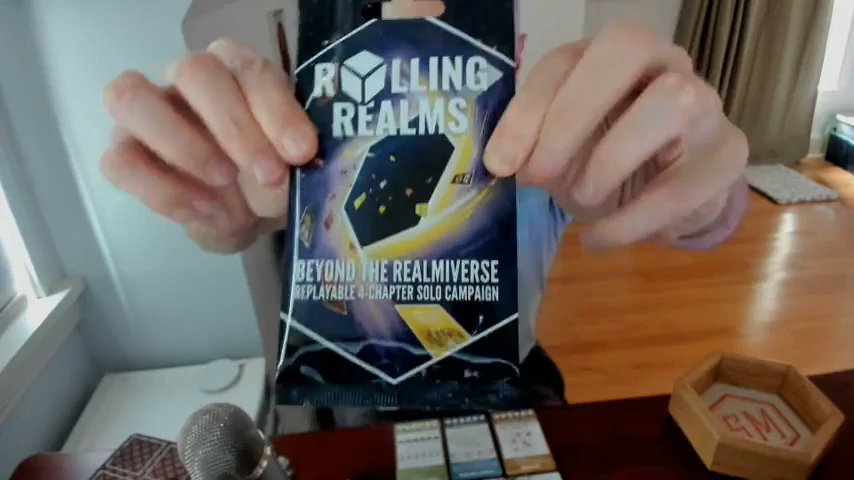 ROLLING
REALMS
BEYOND THE REALMIVERSE
REPLAYABLE 4-CHAPTER SOLO CAMPAIGN